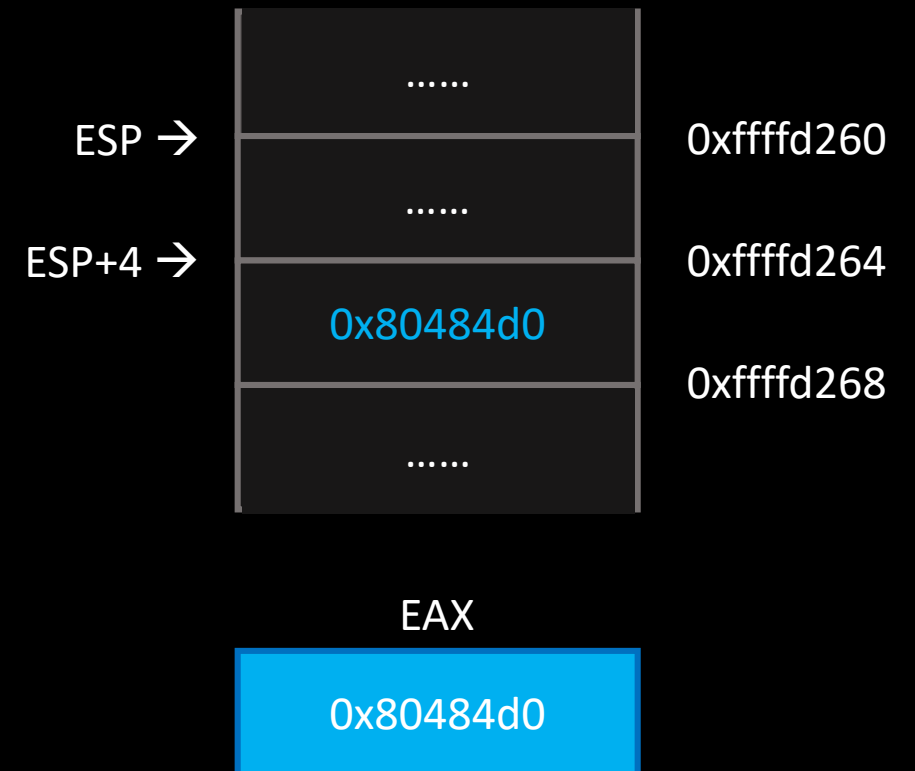 ……
ESP → 0xffffd260
……
ESP+4 → 0xffffd264
0x80484d0
0xffffd268
……
EAX
0x80484d0